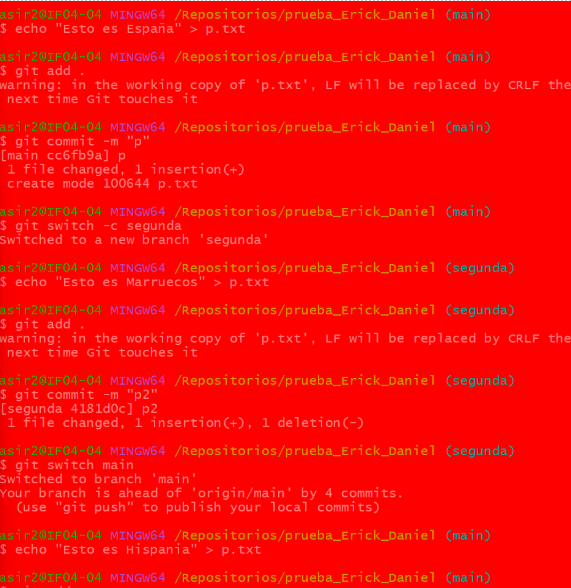 asir2@IF04-04 MINGW64 /Repositorios/prueba_Erick_Daniel (main)
$ echo "Esto es España" > p.txt
asir2@IF04-04 MINGW64 /Repositorios/prueba_Erick_Daniel (main)
$ git add .
warning: in the working copy of 'p.txt', LF will be replaced by CRLF the
next time Git touches it
asir2@IF04-04 MINGW64 /Repositorios/prueba_Erick_Daniel (main)
$ git commit -m "p"
[main cc6fb9a] p
1 file changed, 1 insertion(+)
create mode 100644 p.txt
asir2@IF04-04 MINGW64 /Repositorios/prueba_Erick_Daniel (main)
$ git switch -c segunda
Switched to a new branch 'segunda'
asir2@IF04-04 MINGW64 /Repositorios/prueba_Erick_Daniel (segunda)
$ echo "Esto es Marruecos" > p.txt
asir2@IF04-04 MINGW64 /Repositorios/prueba_Erick_Daniel (segunda)
$ git add .
warning: in the working copy of 'p.txt', LF will be replaced by CRLF the
next time Git touches it
asir2@IF04-04 MINGW64 /Repositorios/prueba_Erick_Daniel (segunda)
$ git commit -m "p2"
[segunda 4181d0c] p2
1 file changed, 1 insertion(+), 1 deletion(-)
asir2@IF04-04 MINGW64 /Repositorios/prueba_Erick_Daniel (segunda)
$ git switch main
Switched to branch 'main'
Your branch is ahead of 'origin/main' by 4 commits.
(use "git push" to publish your local commits)
asir2@IF04-04 MINGW64 /Repositorios/prueba_Erick_Daniel (main)
$ echo "Esto es Hispania" > p.txt
asir2@IF04-04 MINGW64 /Repositorios/prueba_Erick_Daniel (main)